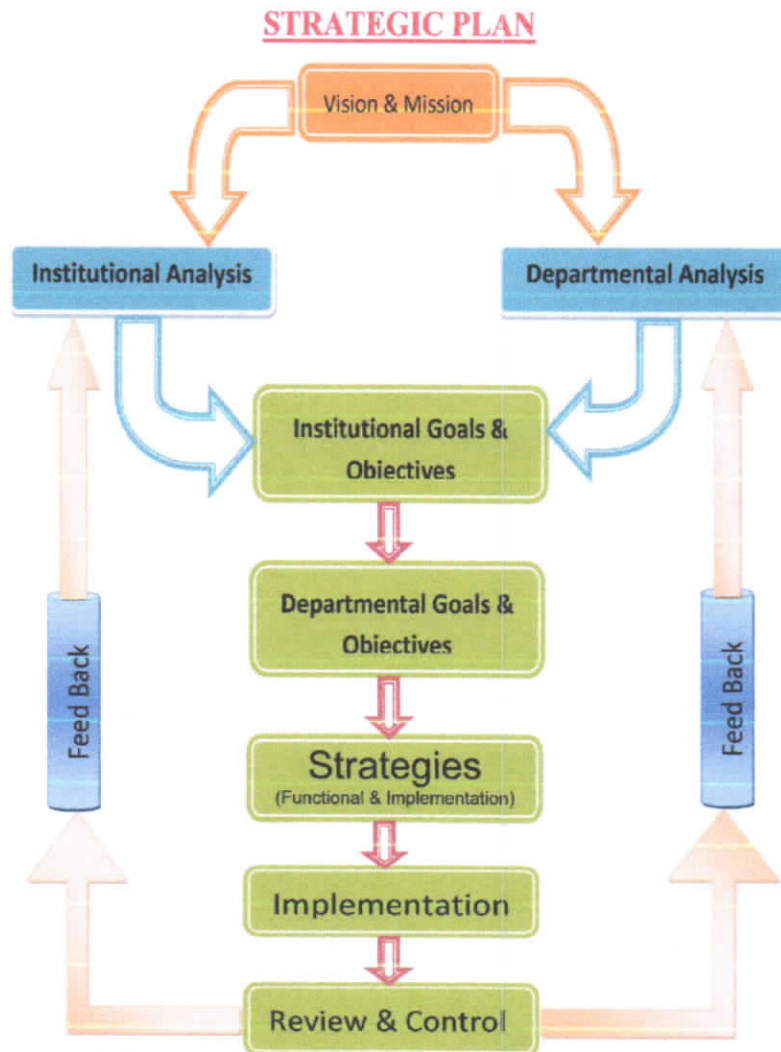 STRATEGIC PLAN
Vision & Mission
Institutional Analysis
Departmental Analysis
Institutional Goals &
Obiectives
Departmental Goals &
Obiectives
Feed Back
Feed Back
Strategies
(Functional & Implementation)
Implementation
Review & Control